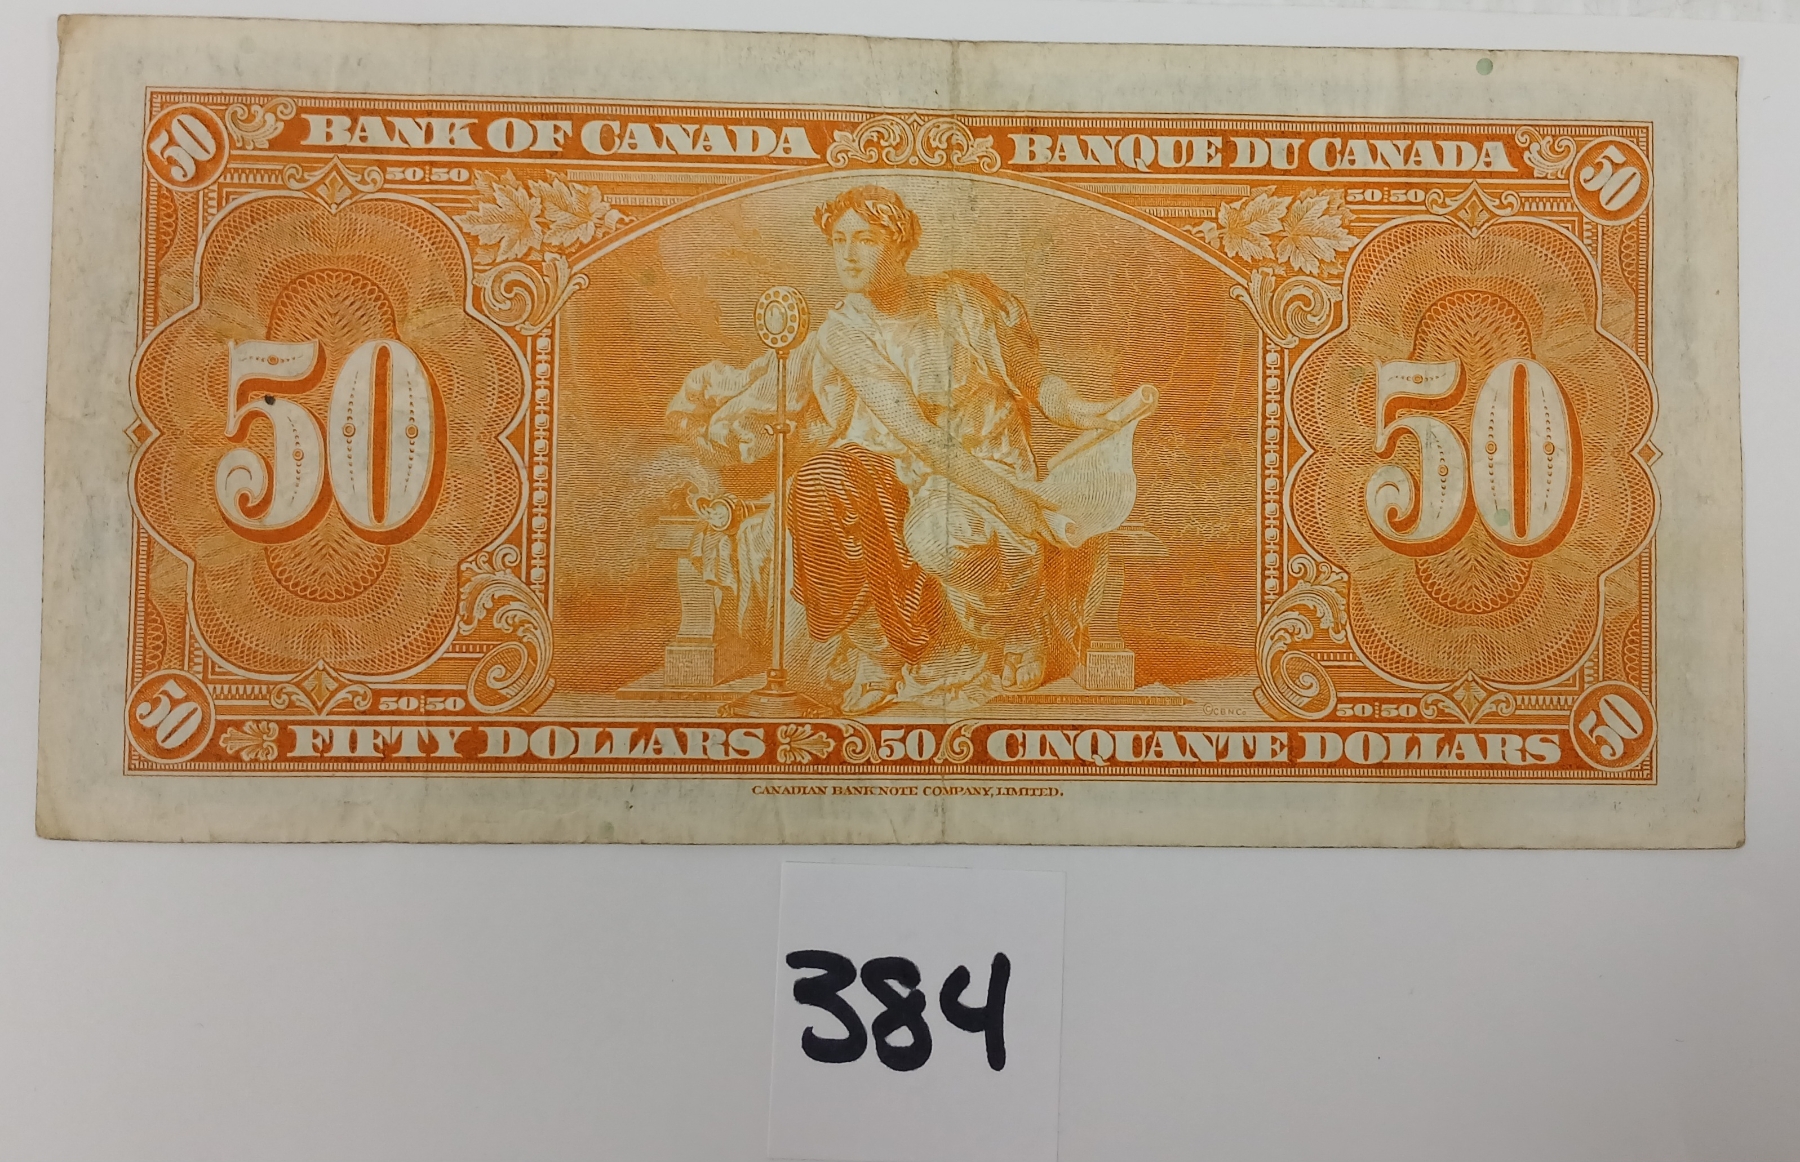 50 BANK OF CANADA BANQUE DU CANADA 50
50:50 50:50
50 50
50:50 50:50
©C.B.N.Co.
50 FIFTY DOLLARS 50 CINQUANTE DOLLARS 50
CANADIAN BANK NOTE COMPANY, LIMITED.
384